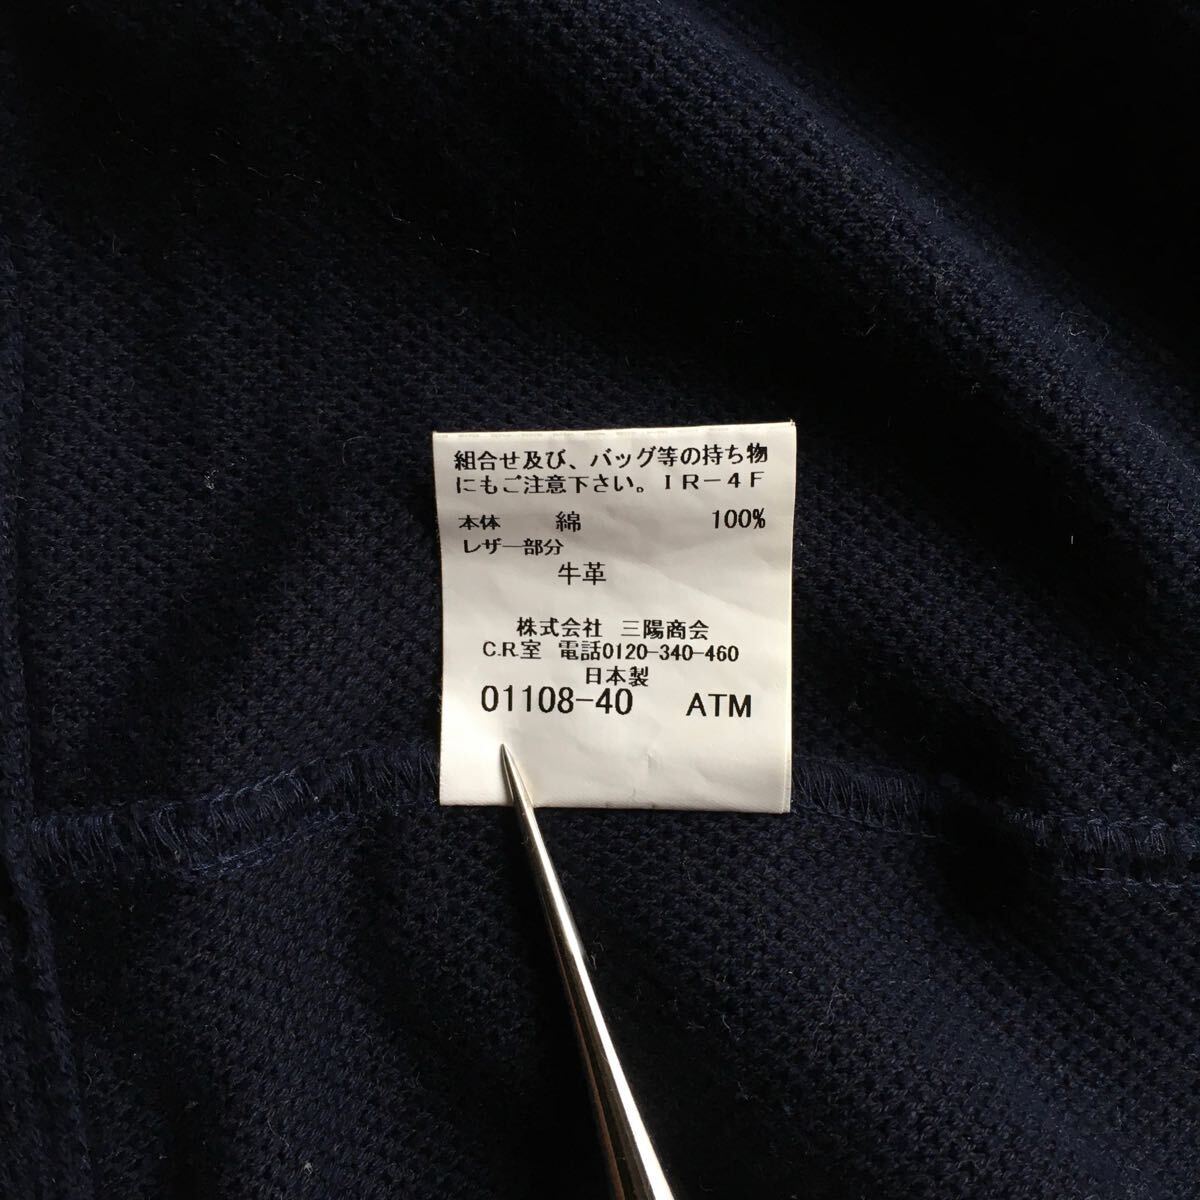 組合せ及び、バッグ等の持ち物
にもご注意下さい。ＩＲ－４Ｆ
本体 綿 100%
レザー部分
牛革
株式会社 三陽商会
C.R.室 電話0120-340-460
日本製
01108-40 ATM